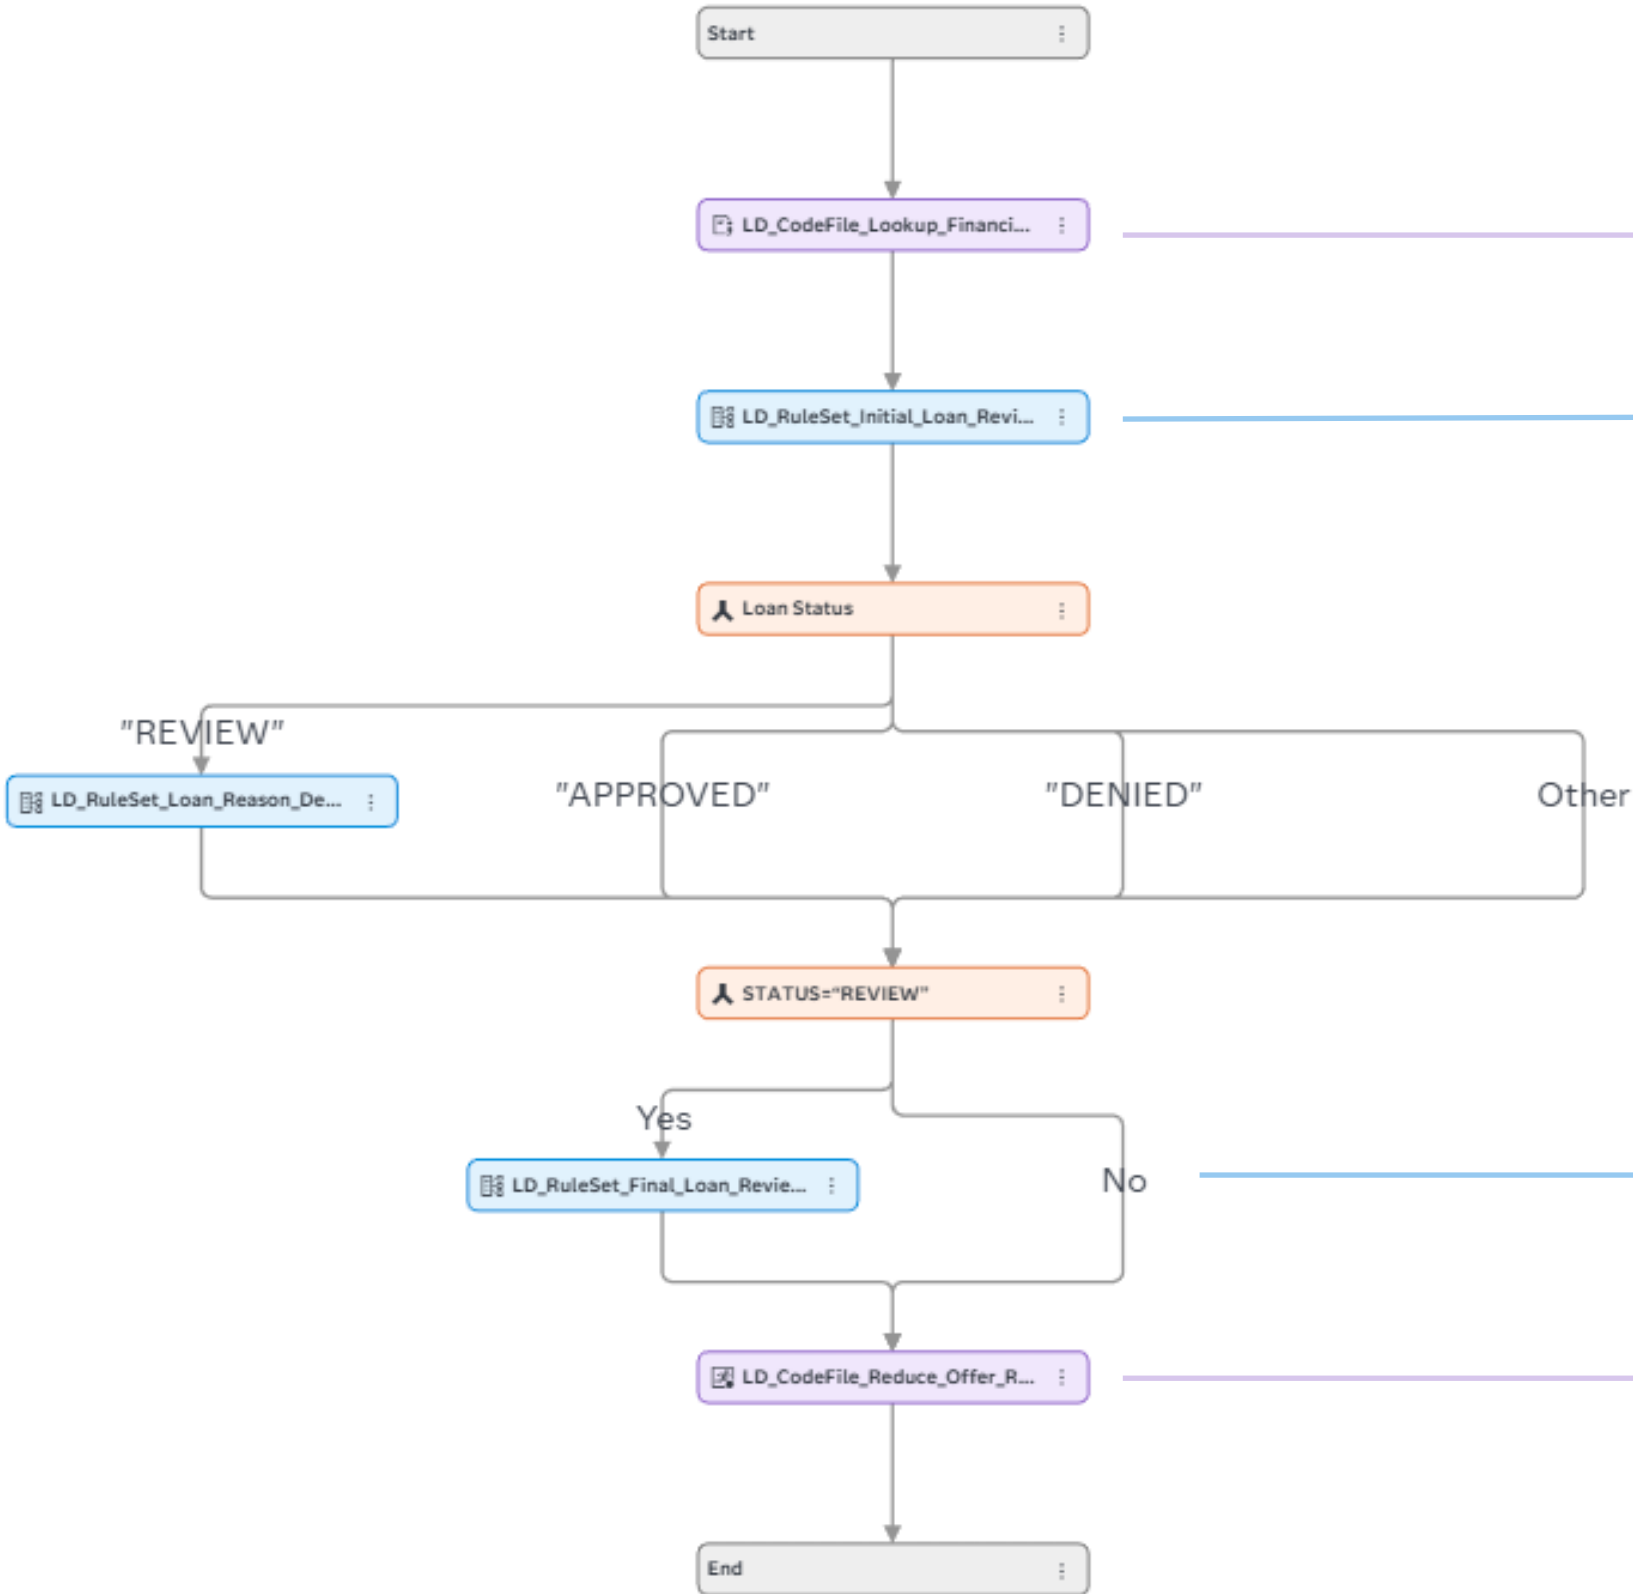 Start
LD_CodeFile_Lookup_Financi...
LD_RuleSet_Initial_Loan_Revi...
Loan Status
"REVIEW"
LD_RuleSet_Loan_Reason_De...
"APPROVED"
"DENIED"
Other
STATUS=“REVIEW”
Yes
LD_RuleSet_Final_Loan_Revie...
No
LD_CodeFile_Reduce_Offer_R...
End